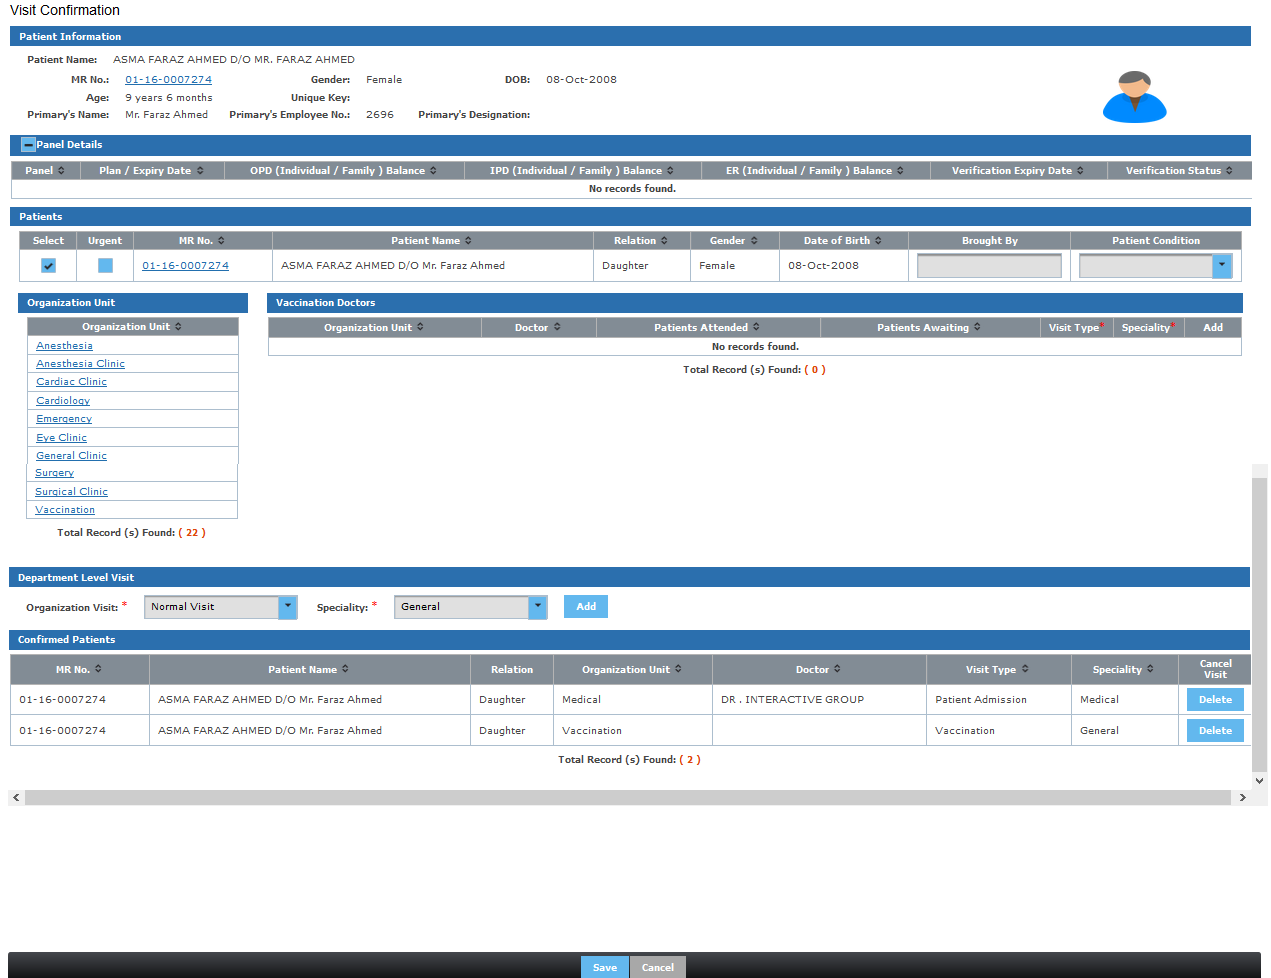 Visit Confirmation
Patient Information
Patient Name: ASMA FARAZ AHMED D/O MR. FARAZ AHMED
MR No.: 01-16-0007274 Gender: Female DOB: 08-Oct-2008
Age: 9 years 6 months Unique Key:
Primary's Name: Mr. Faraz Ahmed Primary's Employee No.: 2696 Primary's Designation:
Panel Details
Panel Plan / Expiry Date OPD (Individual / Family ) Balance IPD (Individual / Family ) Balance ER (Individual / Family ) Balance Verification Expiry Date Verification Status
No records found.
Patients
Select Urgent MR No. Patient Name Relation Gender Date of Birth Brought By Patient Condition
01-16-0007274 ASMA FARAZ AHMED D/O Mr. Faraz Ahmed Daughter Female 08-Oct-2008
Organization Unit Vaccination Doctors
Organization Unit Organization Unit Doctor Patients Attended Patients Awaiting Visit Type* Speciality* Add
Anesthesia No records found.
Anesthesia Clinic Total Record (s) Found: ( 0 )
Cardiac Clinic
Cardiology
Emergency
Eye Clinic
General Clinic
Surgery
Surgical Clinic
Vaccination
Total Record (s) Found: ( 22 )
Department Level Visit
Organization Visit: * Normal Visit Speciality: * General Add
Confirmed Patients
MR No. Patient Name Relation Organization Unit Doctor Visit Type Speciality Cancel Visit
01-16-0007274 ASMA FARAZ AHMED D/O Mr. Faraz Ahmed Daughter Medical DR . INTERACTIVE GROUP Patient Admission Medical Delete
01-16-0007274 ASMA FARAZ AHMED D/O Mr. Faraz Ahmed Daughter Vaccination Vaccination General Delete
Total Record (s) Found: ( 2 )
Save Cancel